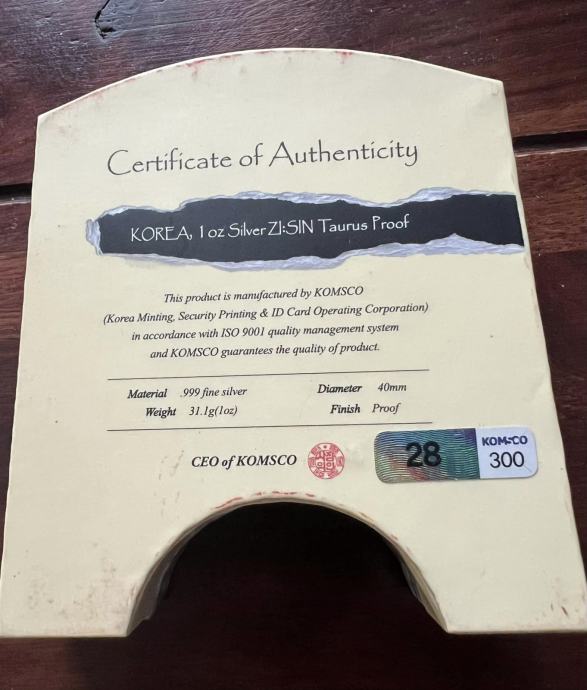 Certificate of Authenticity
KOREA, 1 oz Silver ZI:SIN Taurus Proof
This product is manufactured by KOMSCO
(Korea Minting, Security Printing & ID Card Operating Corporation)
in accordance with ISO 9001 quality management system
and KOMSCO guarantees the quality of product.
Material .999 fine silver Diameter 40mm
Weight 31.1g(1oz) Finish Proof
CEO of KOMSCO
28
KOMSCO
300